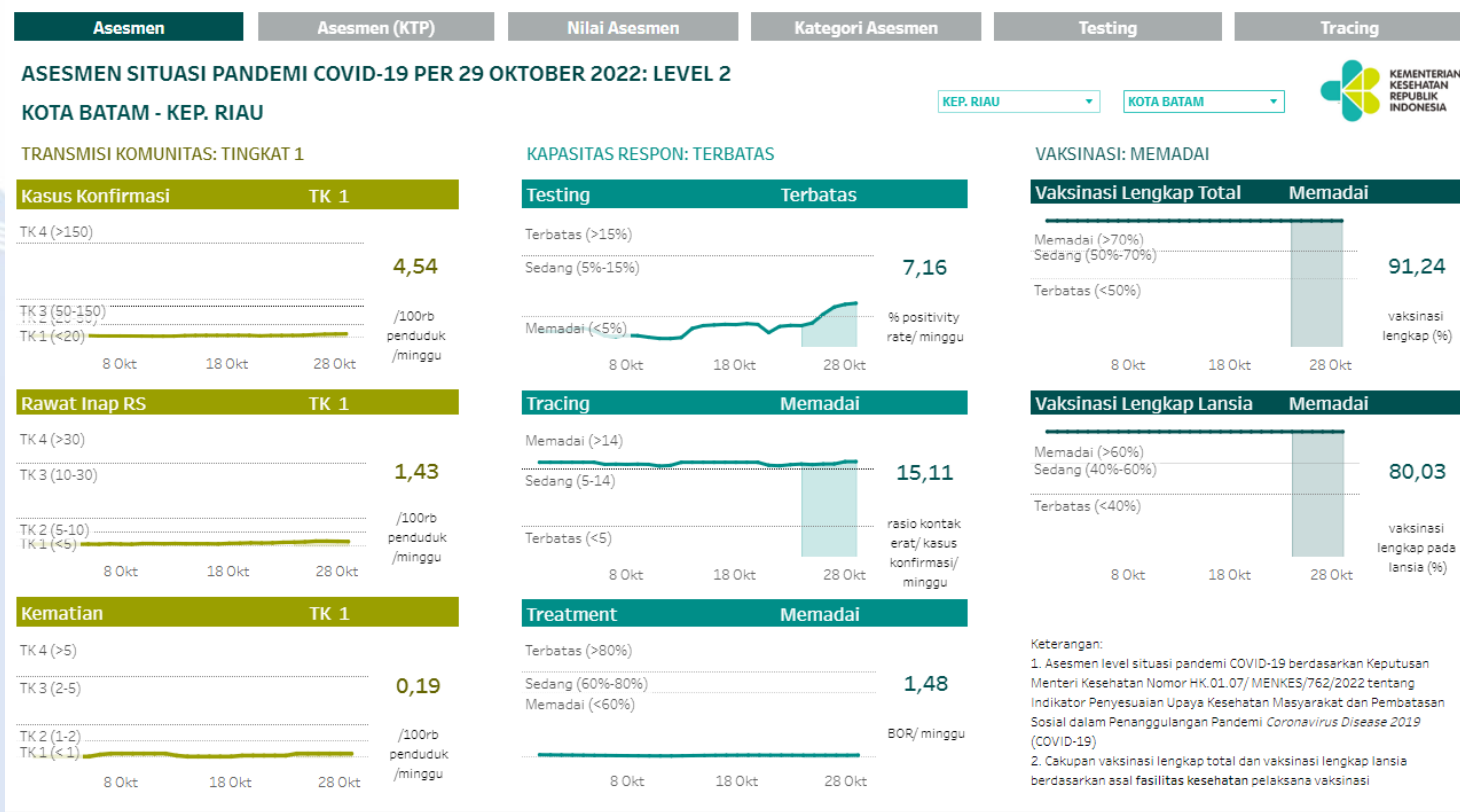 Asesmen
Asesmen (KTP)
Nilai Asesmen
Kategori Asesmen
Testing
Tracing
ASESMEN SITUASI PANDEMI COVID-19 PER 29 OKTOBER 2022: LEVEL 2
KOTA BATAM - KEP. RIAU
KEP. RIAU
KOTA BATAM
KEMENTERIAN
KESEHATAN
REPUBLIK
INDONESIA
TRANSMISI KOMUNITAS: TINGKAT 1
Kasus Konfirmasi TK 1
TK 4 (>150)
TK 3 (50-150)
TK 1 (<20)
4,54
/100rb
penduduk
/minggu
8 Okt 18 Okt 28 Okt
Rawat Inap RS TK 1
TK 4 (>30)
TK 3 (10-30)
TK 2 (5-10)
TK 1 (<5)
1,43
/100rb
penduduk
/minggu
8 Okt 18 Okt 28 Okt
Kematian TK 1
TK 4 (>5)
TK 3 (2-5)
TK 2 (1-2)
TK 1 (<1)
0,19
/100rb
penduduk
/minggu
8 Okt 18 Okt 28 Okt
KAPASITAS RESPON: TERBATAS
Testing Terbatas
Terbatas (>15%)
Sedang (5%-15%)
Memadai (<5%)
7,16
% positivity
rate/ minggu
8 Okt 18 Okt 28 Okt
Tracing Memadai
Memadai (>14)
Sedang (5-14)
Terbatas (<5)
15,11
rasio kontak
erat/ kasus
konfirmasi/
minggu
8 Okt 18 Okt 28 Okt
Treatment Memadai
Terbatas (>80%)
Sedang (60%-80%)
Memadai (<60%)
1,48
BOR/ minggu
8 Okt 18 Okt 28 Okt
VAKSINASI: MEMADAI
Vaksinasi Lengkap Total Memadai
Memadai (>70%)
Sedang (50%-70%)
Terbatas (<50%)
91,24
vaksinasi
lengkap (%)
8 Okt 18 Okt 28 Okt
Vaksinasi Lengkap Lansia Memadai
Memadai (>60%)
Sedang (40%-60%)
Terbatas (<40%)
80,03
vaksinasi
lengkap pada
lansia (%)
8 Okt 18 Okt 28 Okt
Keterangan:
1. Asesmen level situasi pandemi COVID-19 berdasarkan Keputusan
Menteri Kesehatan Nomor HK.01.07/ MENKES/762/2022 tentang
Indikator Penyesuaian Upaya Kesehatan Masyarakat dan Pembatasan
Sosial dalam Penanggulangan Pandemi Coronavirus Disease 2019
(COVID-19)
2. Cakupan vaksinasi lengkap total dan vaksinasi lengkap lansia
berdasarkan asal fasilitas kesehatan pelaksana vaksinasi